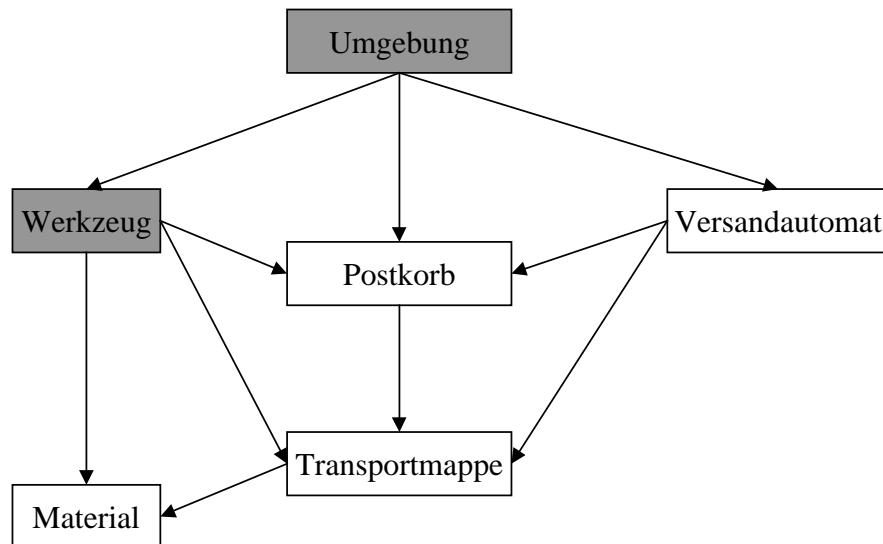 Umgebung
Werkzeug
Versandautomat
Postkorb
Transportmappe
Material